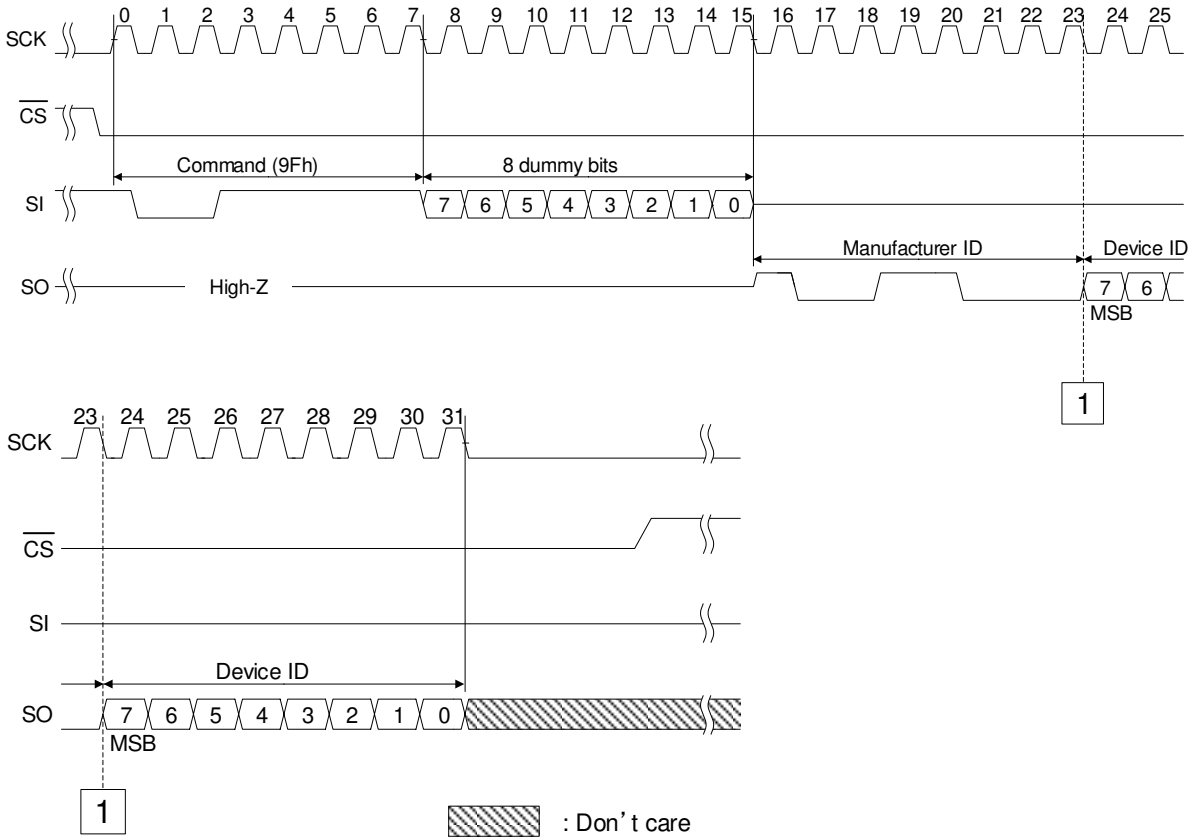 0 1 2 3 4 5 6 7 8 9 10 11 12 13 14 15 16 17 18 19 20 21 22 23 24 25
SCK
CS
Command (9Fh) 8 dummy bits
SI 7 6 5 4 3 2 1 0
Manufacturer ID Device ID
SO High-Z 7 6
MSB
1
23 24 25 26 27 28 29 30 31
SCK
CS
SI
Device ID
SO 7 6 5 4 3 2 1 0
MSB
1
: Don't care